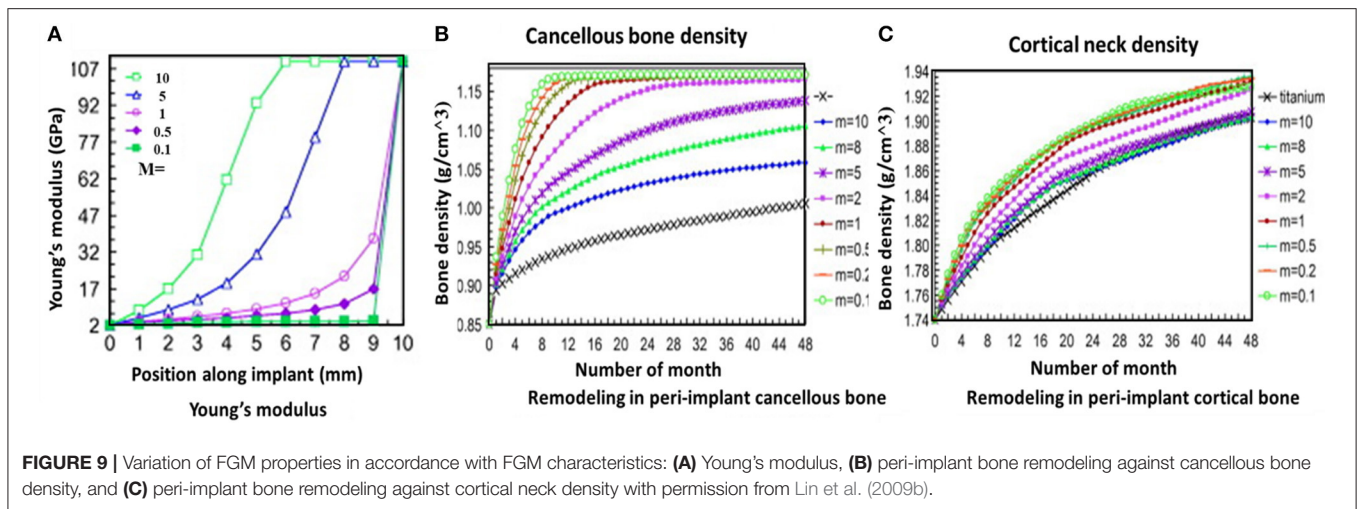 A
Young's modulus (GPa)
107
92
77
62
47
32
17
2
10
5
1
0.5
0.1
M=
0 1 2 3 4 5 6 7 8 9 10
Position along implant (mm)
Young's modulus
B
Cancellous bone density
Bone density (g/cm^3)
1.15
1.10
1.05
1.00
0.95
0.90
0.85
0 4 8 12 16 20 24 28 32 36 40 44 48
-
m=10
m=8
m=5
m=2
m=1
m=0.5
m=0.2
m=0.1
Number of month
Remodeling in peri-implant cancellous bone
C
Cortical neck density
Bone density (g/cm^3)
1.94
1.92
1.90
1.88
1.86
1.84
1.82
1.80
1.78
1.76
1.74
0 4 8 12 16 20 24 28 32 36 40 44 48
titanium
m=10
m=8
m=5
m=2
m=1
m=0.5
m=0.2
m=0.1
Number of month
Remodeling in peri-implant cortical bone
FIGURE 9 | Variation of FGM properties in accordance with FGM characteristics: (A) Young's modulus, (B) peri-implant bone remodeling against cancellous bone
density, and (C) peri-implant bone remodeling against cortical neck density with permission from Lin et al. (2009b).